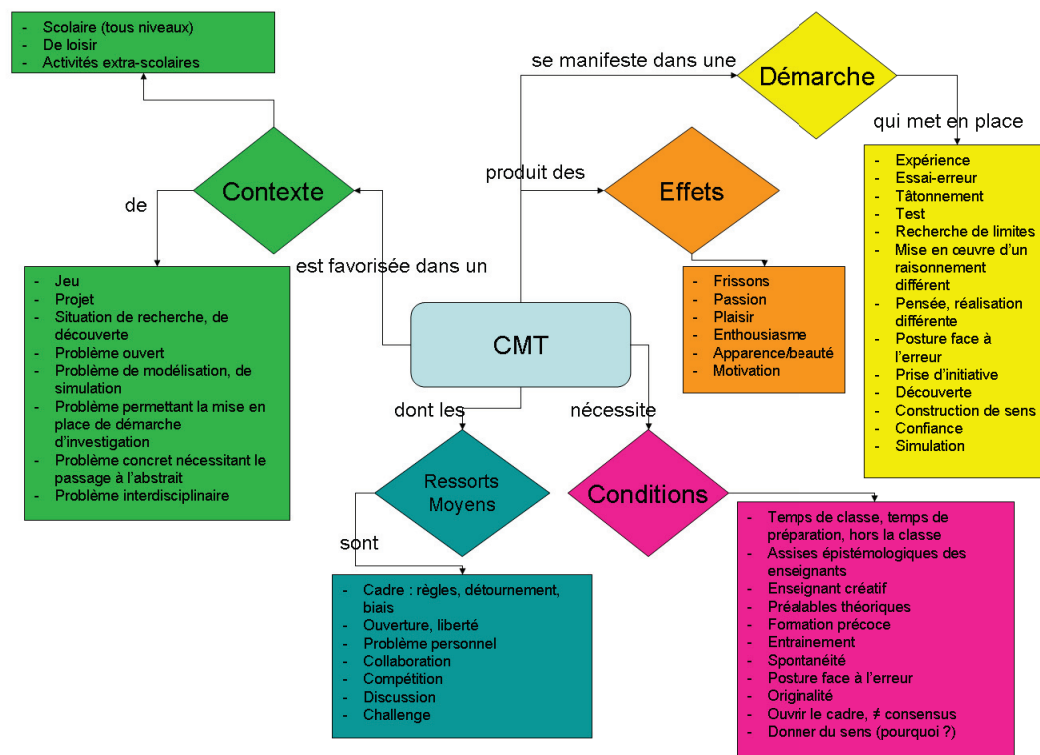 - Scolaire (tous niveaux)
- De loisir
- Activités extra-scolaires
se manifeste dans une
Démarche
qui met en place
- Expérience
- Essai-erreur
- Tâtonnement
- Test
- Recherche de limites
- Mise en œuvre d'un
raisonnement
différent
- Pensée, réalisation
différente
- Posture face à
l'erreur
- Prise d'initiative
- Découverte
- Construction de sens
- Confiance
- Simulation
produit des
Effets
- Frissons
- Passion
- Plaisir
- Enthousiasme
- Apparence/beauté
- Motivation
Contexte
de
est favorisée dans un
- Jeu
- Projet
- Situation de recherche, de
découverte
- Problème ouvert
- Problème de modélisation, de
simulation
- Problème permettant la mise en
place de démarche
d'investigation
- Problème concret nécessitant le
passage à l'abstrait
- Problème interdisciplinaire
CMT
dont les
Ressorts
Moyens
sont
- Cadre : règles, détournement,
biais
- Ouverture, liberté
- Problème personnel
- Collaboration
- Compétition
- Discussion
- Challenge
nécessite
Conditions
- Temps de classe, temps de
préparation, hors la classe
- Assises épistémologiques des
enseignants
- Enseignant créatif
- Préalables théoriques
- Formation précoce
- Entrainement
- Spontanéité
- Posture face à l'erreur
- Originalité
- Ouvrir le cadre, ≠ consensus
- Donner du sens (pourquoi ?)